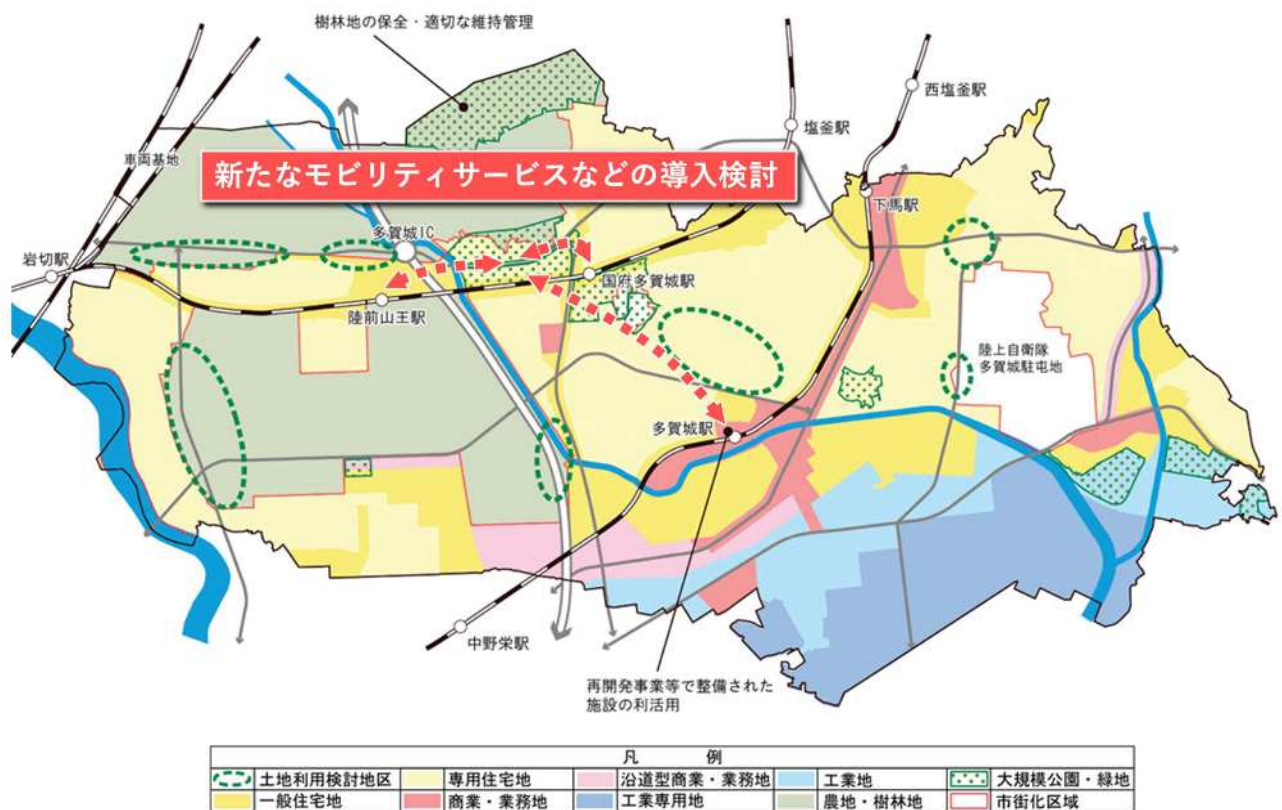 樹林地の保全・適切な維持管理
西塩釜駅
塩釜駅
車両基地
新たなモビリティサービスなどの導入検討
下馬駅
多賀城IC
岩切駅
国府多賀城駅
陸前山王駅
陸上自衛隊
多賀城駐屯地
多賀城駅
中野栄駅
再開発事業等で整備された
施設の利活用
凡 例
土地利用検討地区 専用住宅地 沿道型商業・業務地 工業地 大規模公園・緑地
一般住宅地 商業・業務地 工業専用地 農地・樹林地 市街化区域